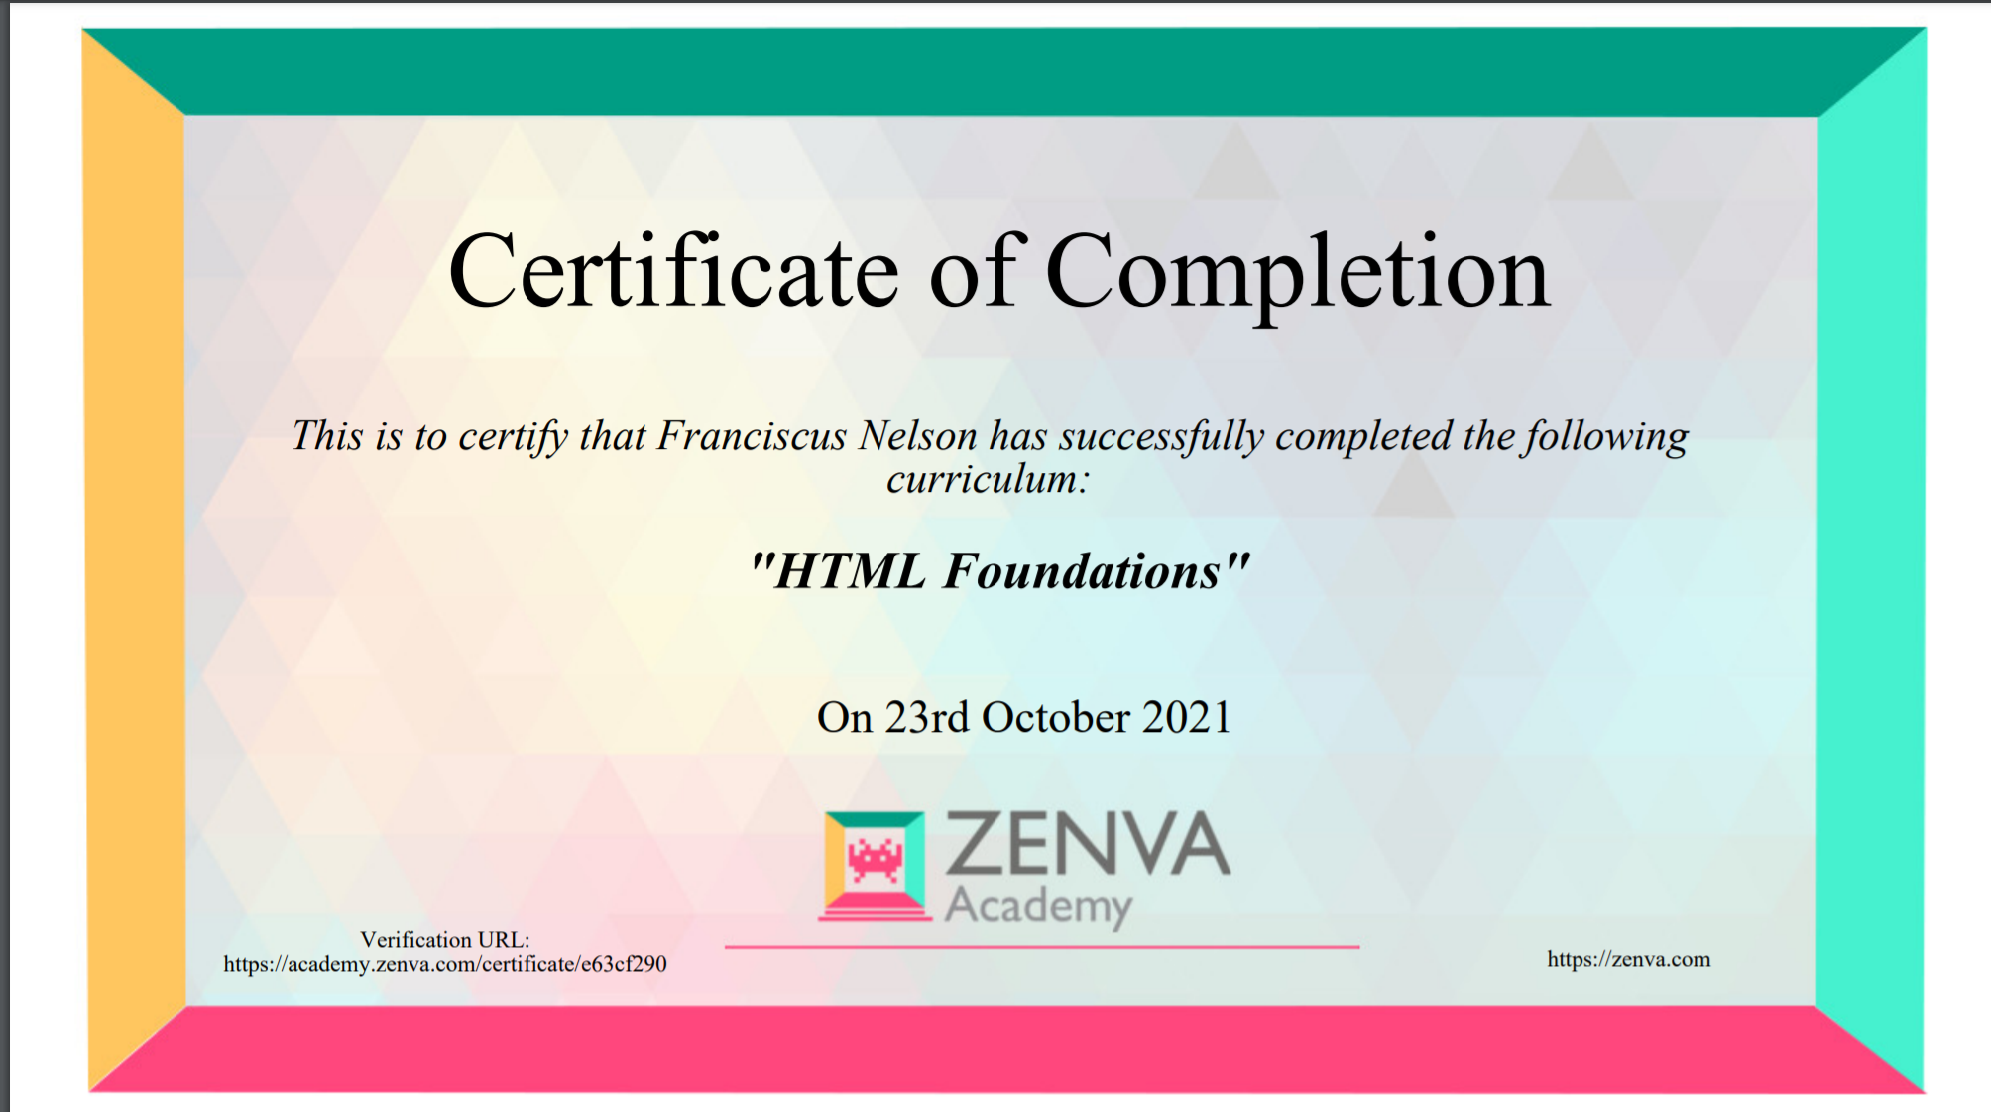 Certificate of Completion
This is to certify that Franciscus Nelson has successfully completed the following
curriculum:
"HTML Foundations"
On 23rd October 2021
ZENVA
Academy
Verification URL:
https://academy.zenva.com/certificate/e63cf290
https://zenva.com